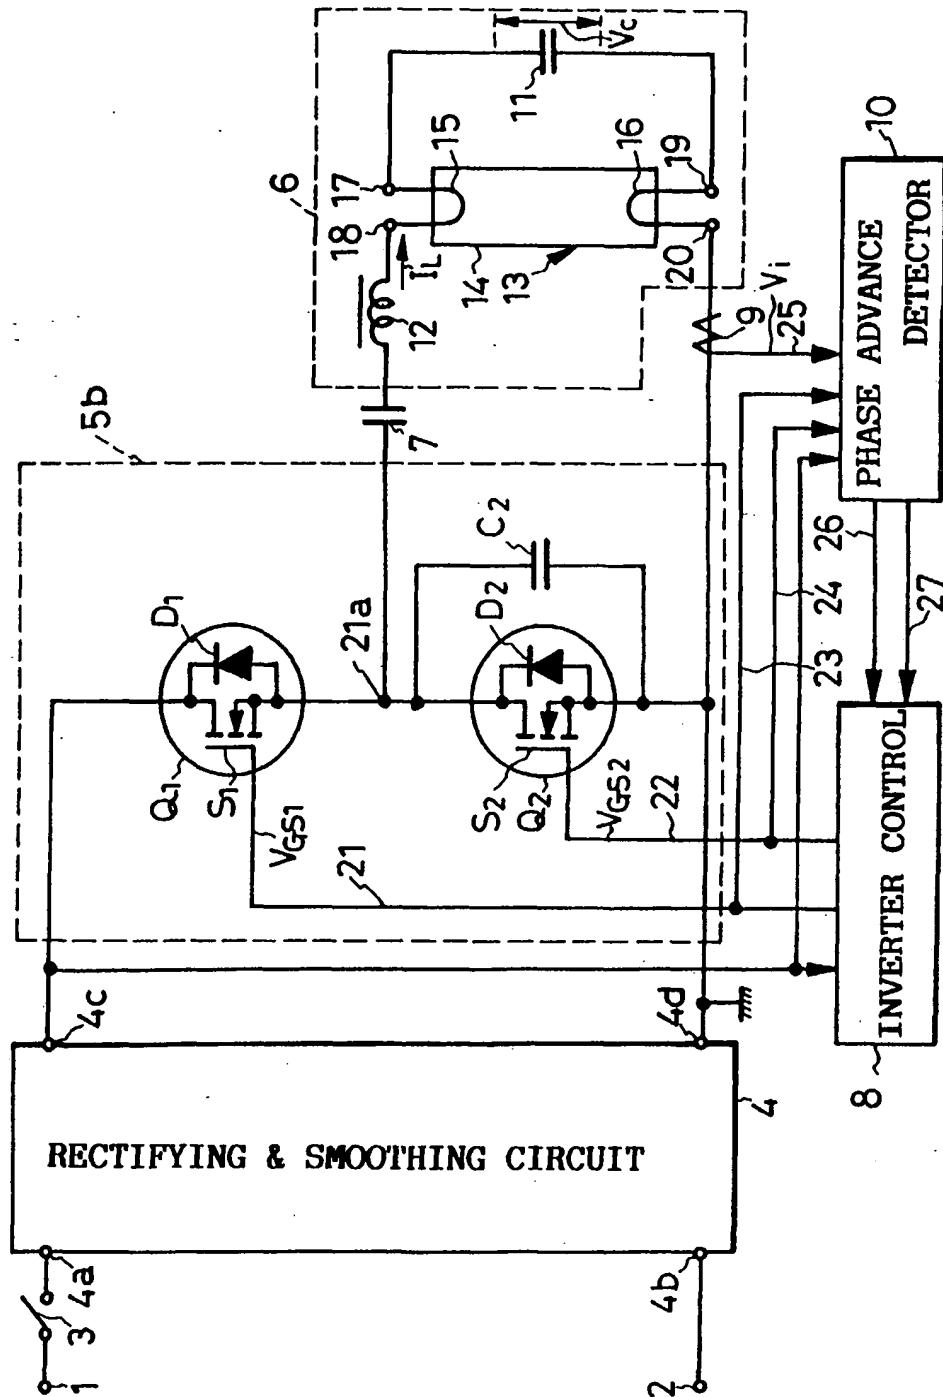 5b
6
17
18
15
16
19
20
I_L
12
14
13
11
Vc
7
9
Vi
25
D1
Q1
S1
VGS1
21
21a
C2
D2
S2
Q2
VGS2
22
4c
4d
4
RECTIFYING & SMOOTHING CIRCUIT
4a
3
1
4b
2
8
INVERTER CONTROL
26
27
24
23
10
PHASE ADVANCE
DETECTOR